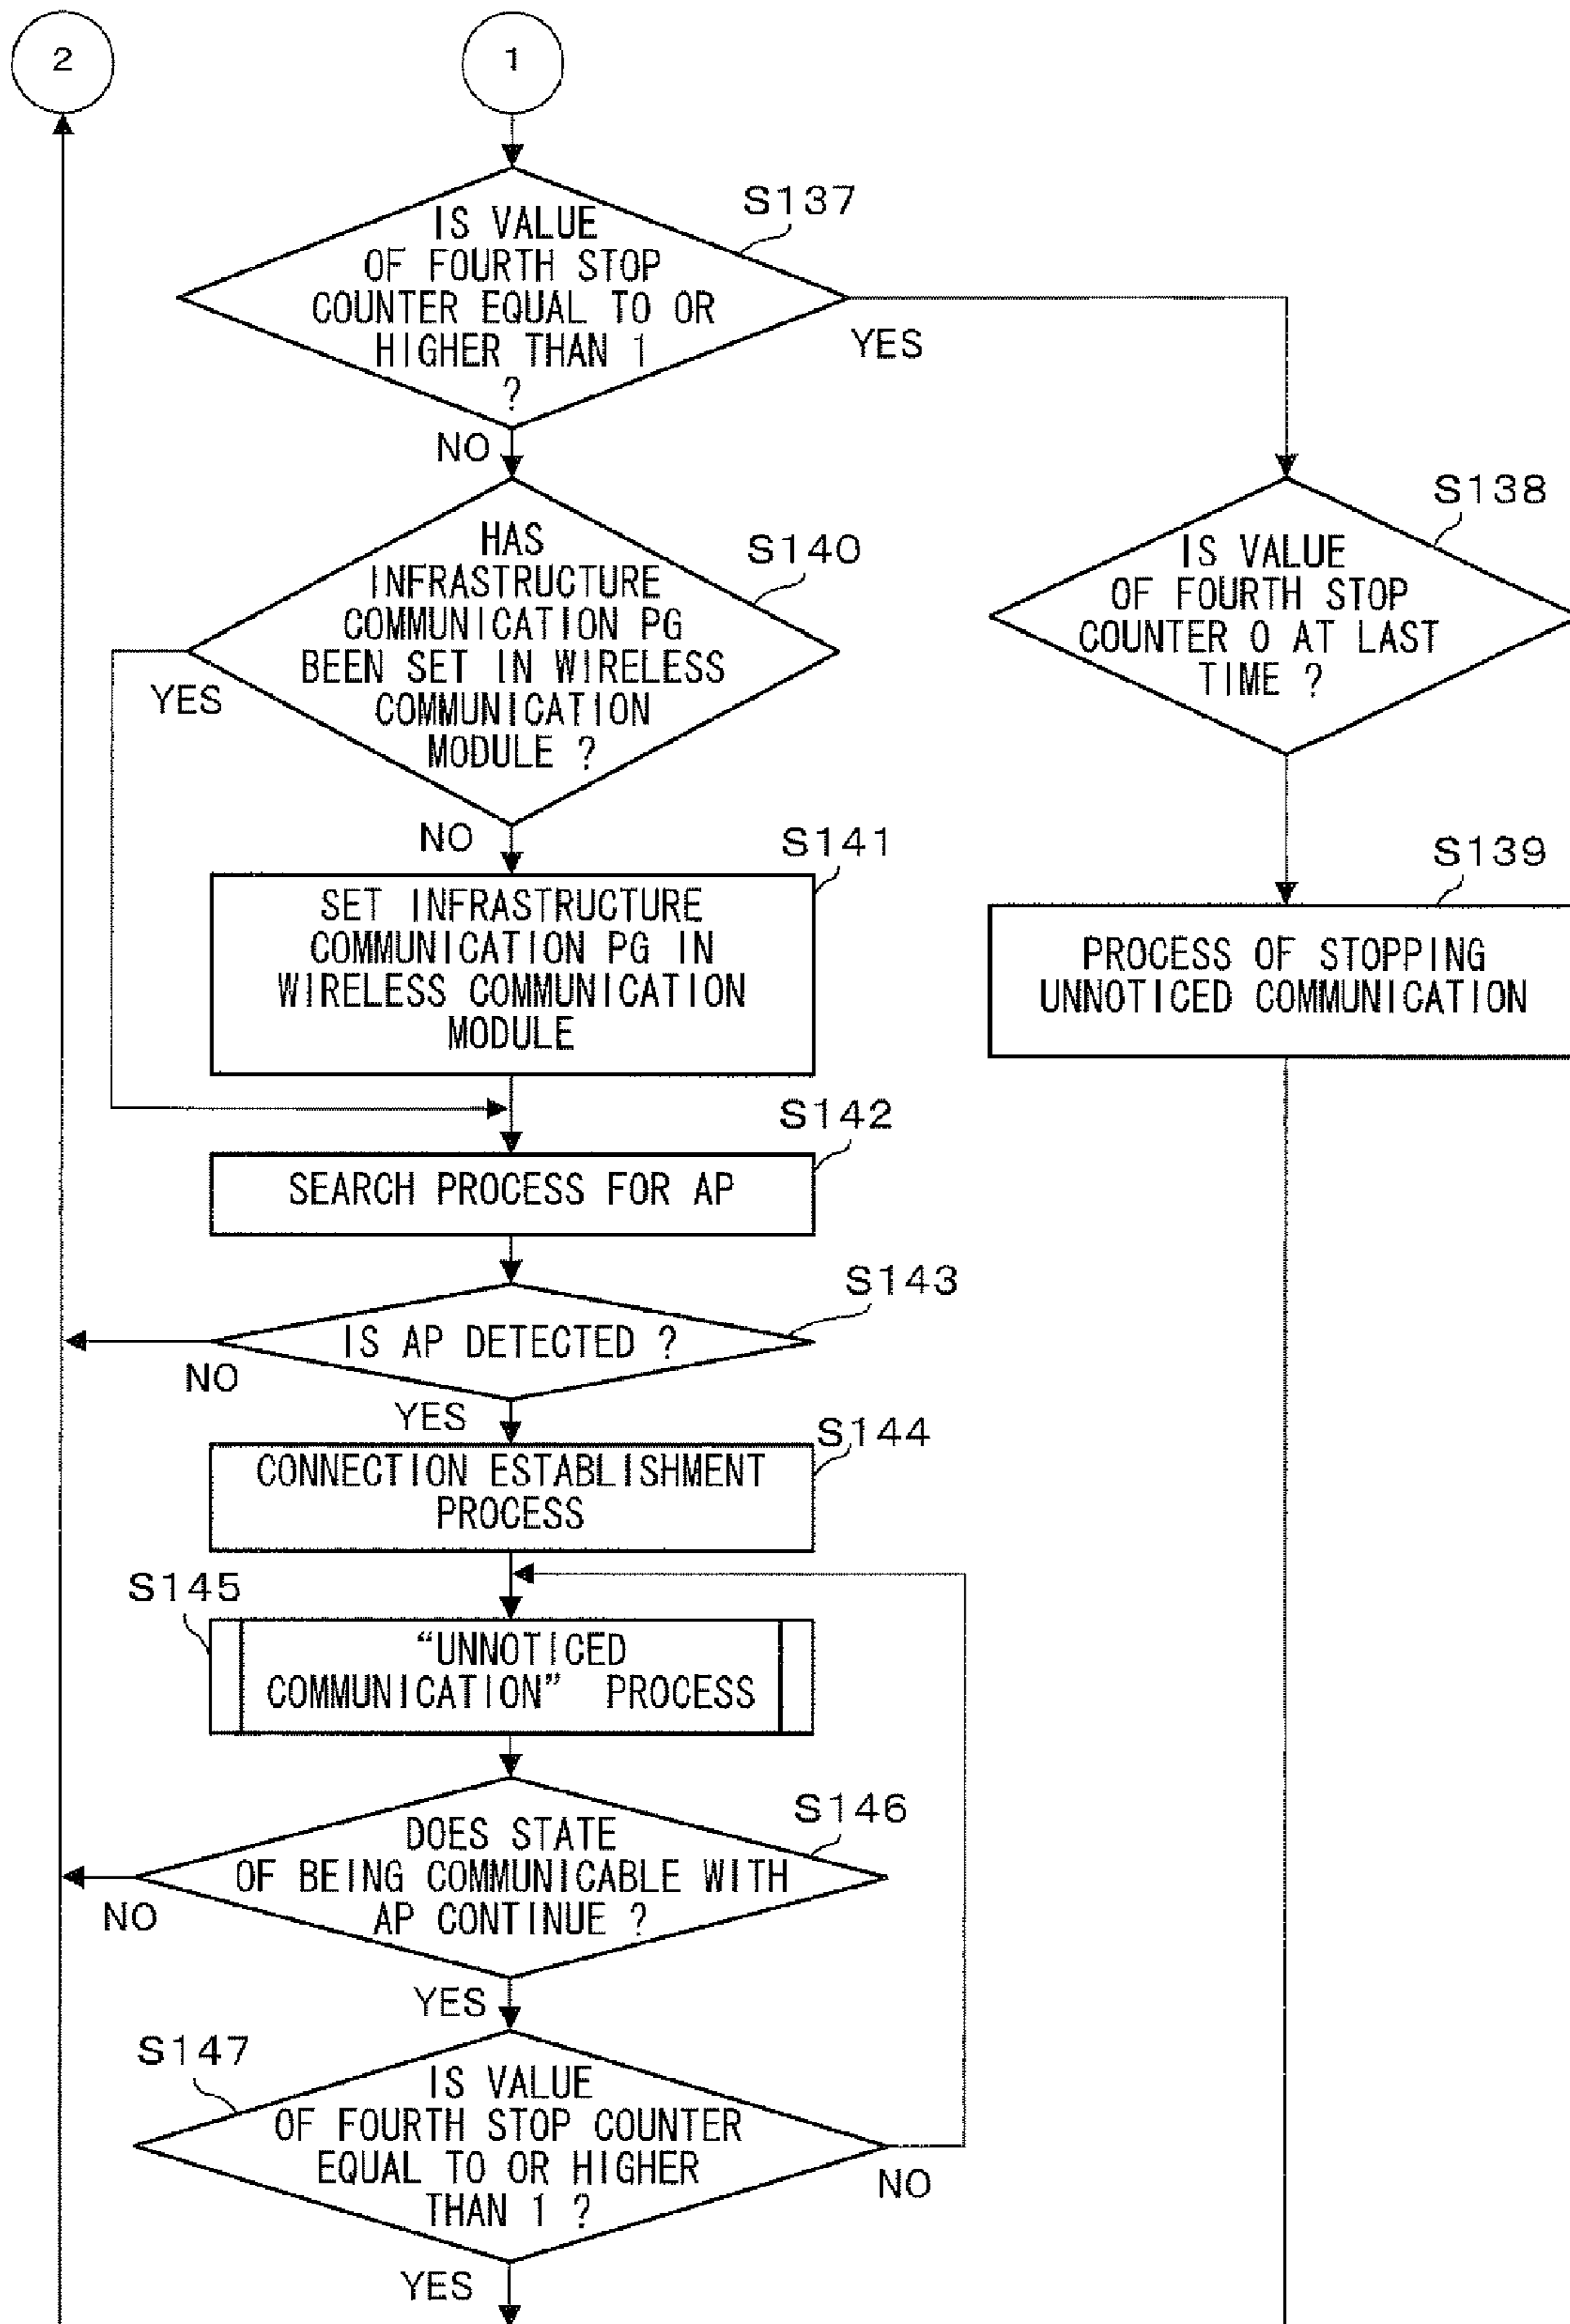 2
1
S137
IS VALUE
OF FOURTH STOP
COUNTER EQUAL TO OR
HIGHER THAN 1
?
YES
NO
S138
IS VALUE
OF FOURTH STOP
COUNTER 0 AT LAST
TIME ?
S140
HAS
INFRASTRUCTURE
COMMUNICATION PG
BEEN SET IN WIRELESS
COMMUNICATION
MODULE ?
YES
NO
S139
PROCESS OF STOPPING
UNNOTICED COMMUNICATION
S141
SET INFRASTRUCTURE
COMMUNICATION PG IN
WIRELESS COMMUNICATION
MODULE
S142
SEARCH PROCESS FOR AP
S143
IS AP DETECTED ?
NO
YES
S144
CONNECTION ESTABLISHMENT
PROCESS
S145
“UNNOTICED
COMMUNICATION” PROCESS
S146
DOES STATE
OF BEING COMMUNICABLE WITH
AP CONTINUE ?
NO
YES
S147
IS VALUE
OF FOURTH STOP COUNTER
EQUAL TO OR HIGHER
THAN 1 ?
NO
YES